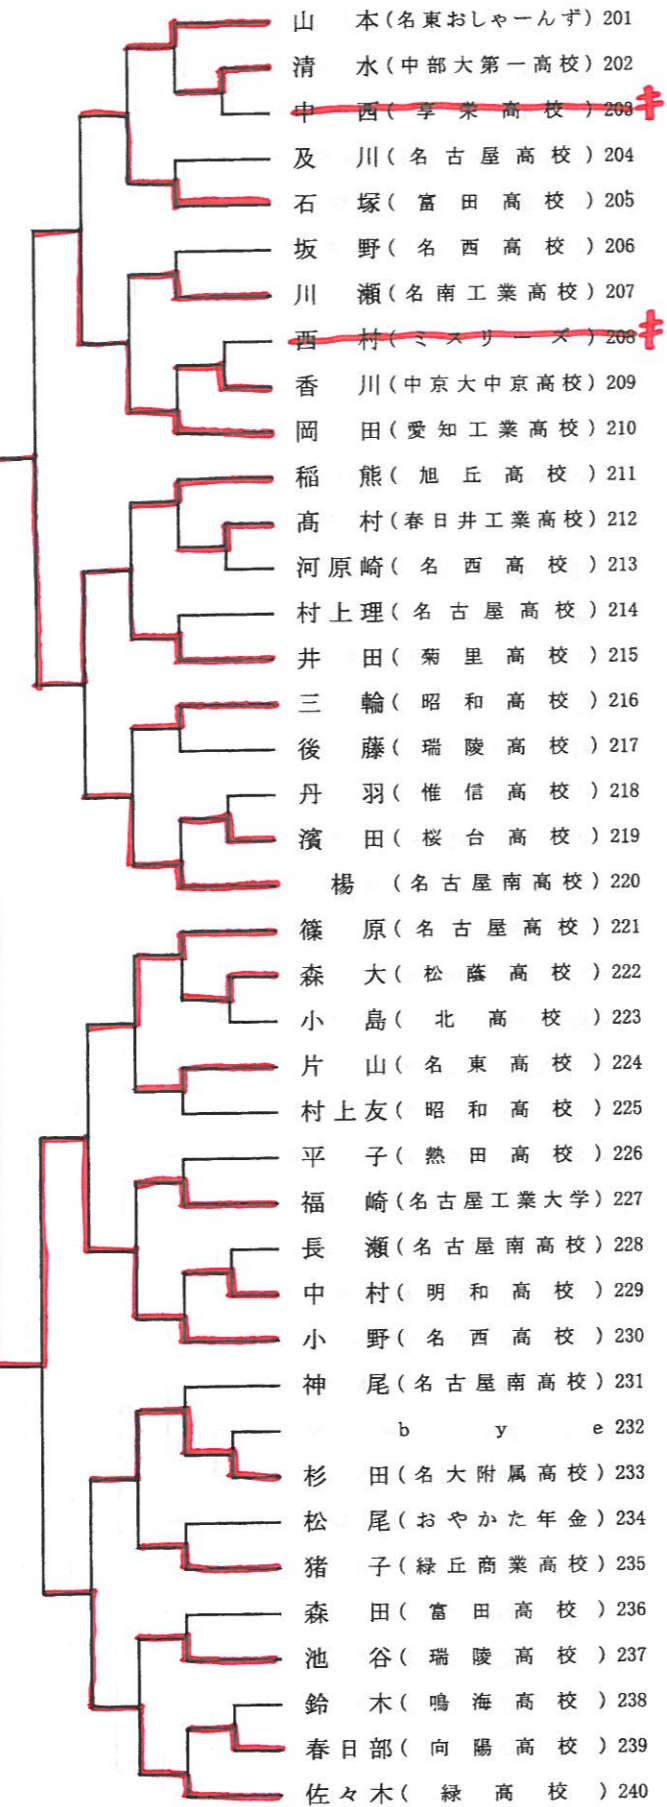 山本(名東おしゃーんず)201
清水(中部大第一高校)202
中西(享栄高校)203 キ
及川(名古屋高校)204
石塚(富田高校)205
坂野(名西高校)206
川瀬(名南工業高校)207
西村(ミスリーズ)208 キ
香川(中京大中京高校)209
岡田(愛知工業高校)210
稲熊(旭丘高校)211
髙村(春日井工業高校)212
河原崎(名西高校)213
村上理(名古屋高校)214
井田(菊里高校)215
三輪(昭和高校)216
後藤(瑞陵高校)217
丹羽(惟信高校)218
濱田(桜台高校)219
楊(名古屋南高校)220
篠原(名古屋高校)221
森大(松蔭高校)222
小島(北高校)223
片山(名東高校)224
村上友(昭和高校)225
平子(熱田高校)226
福崎(名古屋工業大学)227
長瀬(名古屋南高校)228
中村(明和高校)229
小野(名西高校)230
神尾(名古屋南高校)231
bye 232
杉田(名大附属高校)233
松尾(おやかた年金)234
猪子(緑丘商業高校)235
森田(富田高校)236
池谷(瑞陵高校)237
鈴木(鳴海高校)238
春日部(向陽高校)239
佐々木(緑高校)240